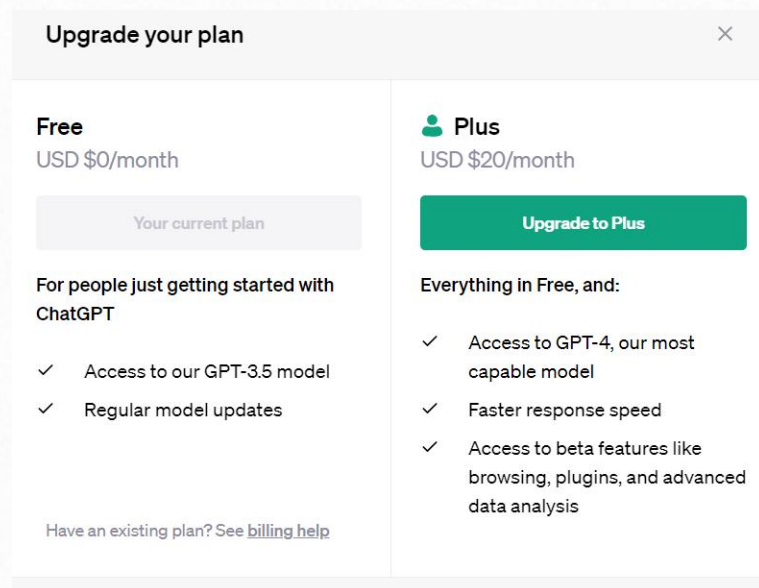 Upgrade your plan
Free
USD $0/month
Your current plan
For people just getting started with
ChatGPT
Access to our GPT-3.5 model
Regular model updates
Have an existing plan? See billing help
Plus
USD $20/month
Upgrade to Plus
Everything in Free, and:
Access to GPT-4, our most
capable model
Faster response speed
Access to beta features like
browsing, plugins, and advanced
data analysis